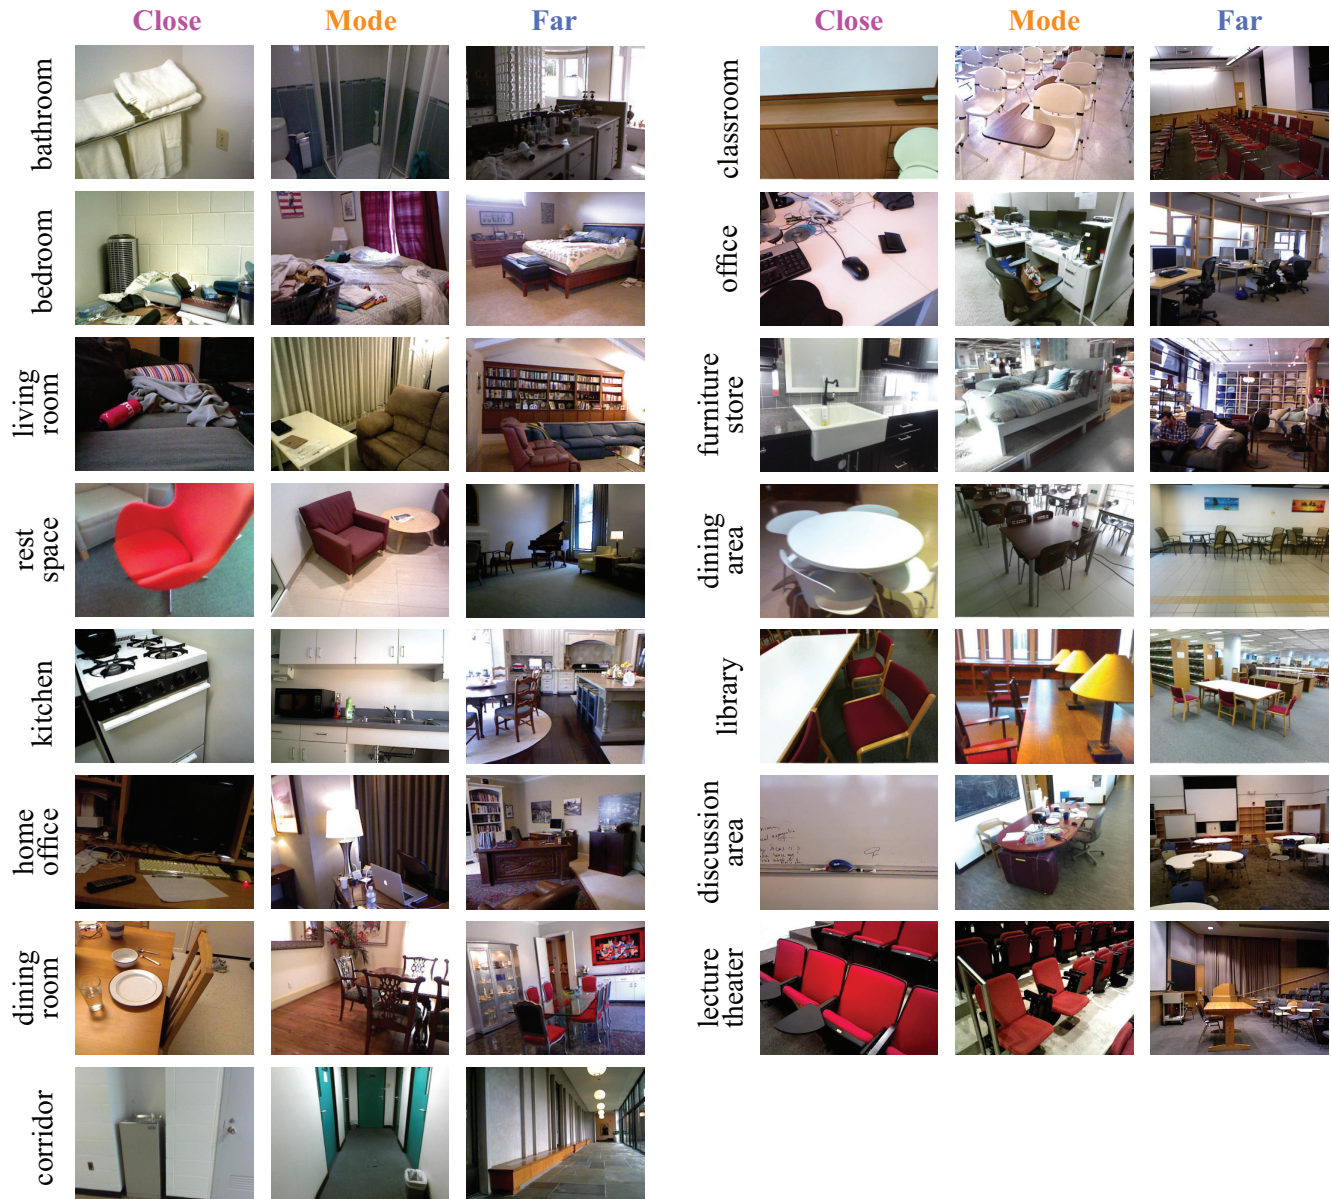 Close Mode Far
bathroom
bedroom
living
room
rest
space
kitchen
home
office
dining
room
corridor
Close Mode Far
classroom
office
furniture
store
dining
area
library
discussion
area
lecture
theater